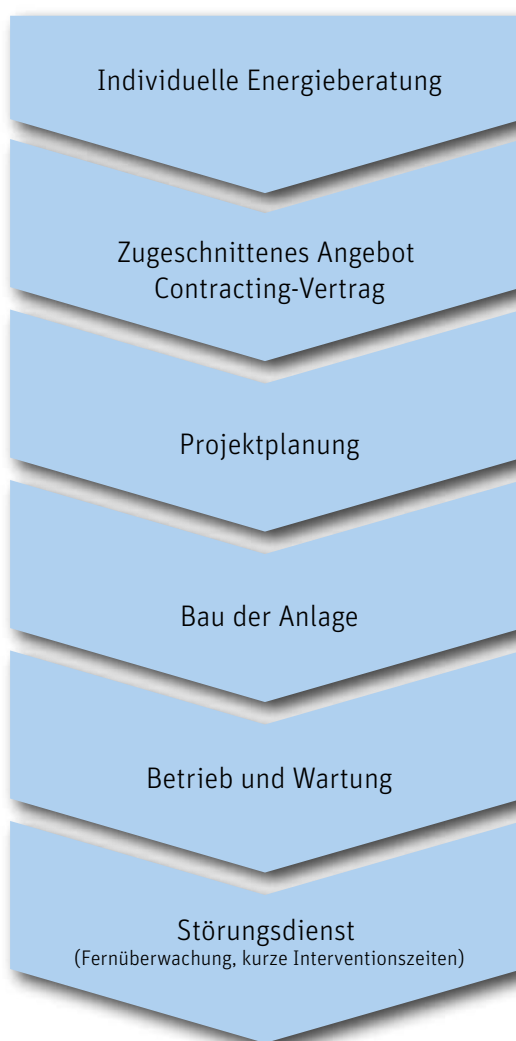 Individuelle Energieberatung
Zugeschnittenes Angebot
Contracting-Vertrag
Projektplanung
Bau der Anlage
Betrieb und Wartung
Störungsdienst
(Fernüberwachung, kurze Interventionszeiten)